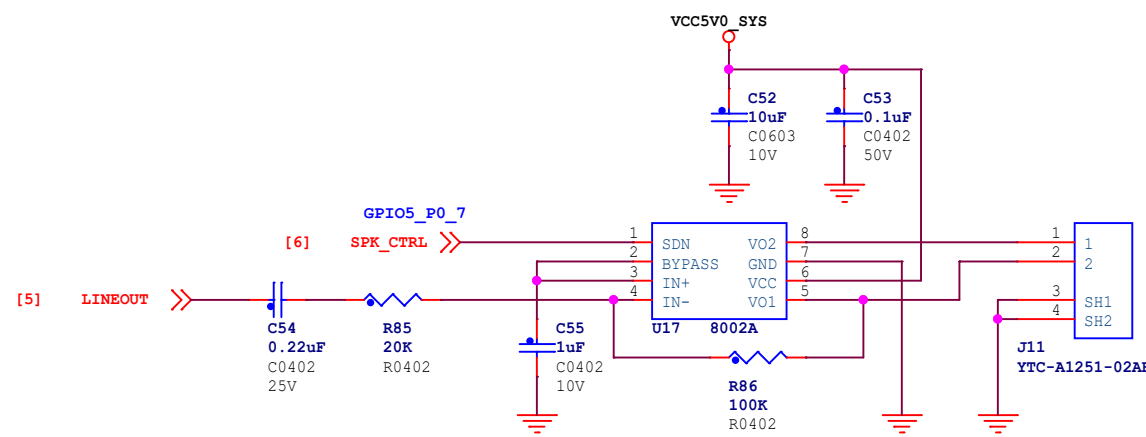 VCC5V0_SYS
C52
10uF
C0603
10V
C53
0.1uF
C0402
50V
GPIO5_P0_7
[6] SPK_CTRL
[5] LINEOUT
C54
0.22uF
C0402
25V
R85
20K
R0402
C55
1uF
C0402
10V
1 SDN VO2 8
2 BYPASS GND 7
3 IN+ VCC 6
4 IN- VO1 5
U17 8002A
R86
100K
R0402
1 1
2 2
3 SH1
4 SH2
J11